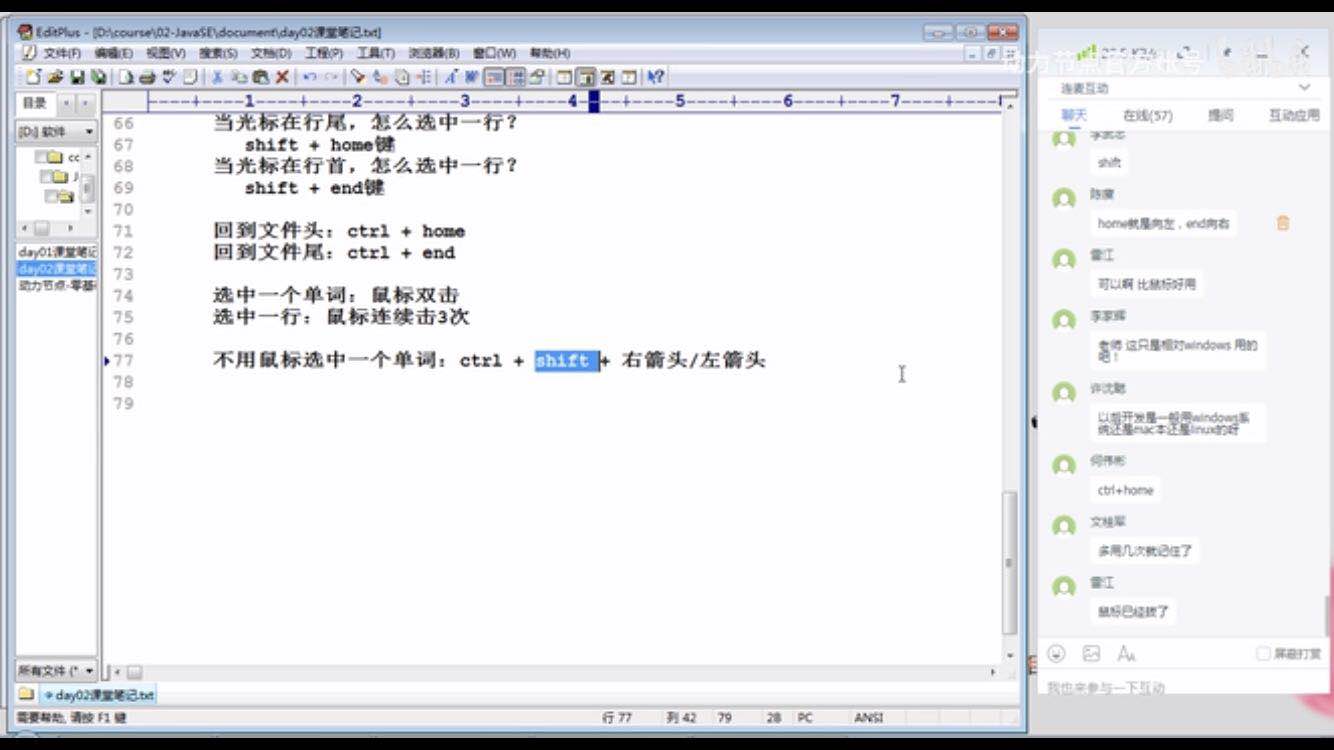 EditPlus - [D:\course\02-JavaSE\document\day02课堂笔记.txt]
文件(F) 编辑(E) 视图(V) 搜索(S) 文档(D) 工程(P) 工具(T) 浏览器(B) 窗口(W) 帮助(H)
目录
[D:] 软件
day01课堂笔记
day02课堂笔记
动力节点-零基
所有文件 (*
----+----1----+----2----+----3----+----4----+----5----+----6----+----7----+----
66 当光标在行尾，怎么选中一行？
67 shift + home键
68 当光标在行首，怎么选中一行？
69 shift + end键
70
71 回到文件头：ctrl + home
72 回到文件尾：ctrl + end
73
74 选中一个单词：鼠标双击
75 选中一行：鼠标连续击3次
76
77 不用鼠标选中一个单词：ctrl + shift + 右箭头/左箭头
78
79
day02课堂笔记.txt
需要帮助, 请按 F1 键 行 77 列 42 79 28 PC ANSI
连麦互动
聊天 在线(57) 提问 互动应用
shift
陈康
home就是向左，end向右
雷江
可以啊 比鼠标好用
李家辉
老师 这只是相对windows 用的
吧！
许沈聪
以后开发是一般用windows系
统还是mac本还是linux的呀
何伟彬
ctrl+home
文桂军
多用几次就记住了
雷江
鼠标已经拔了
屏蔽打赏
我也来参与一下互动